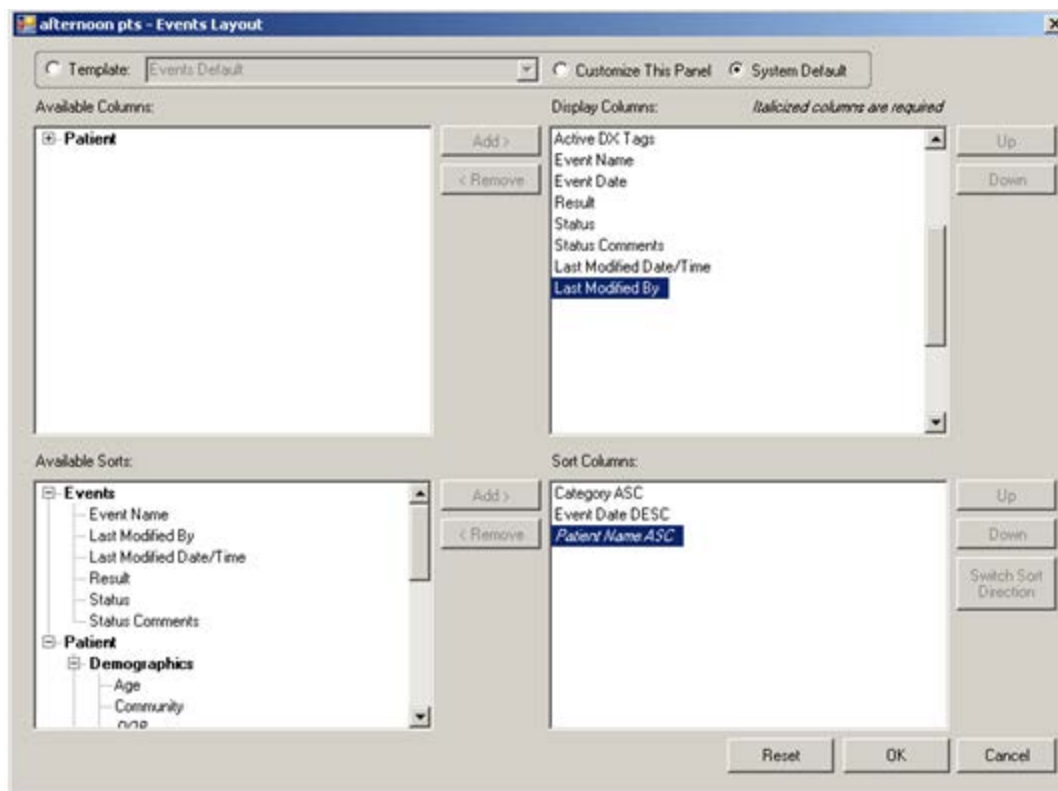 afternoon pts - Events Layout
Template: Events Default Customize This Panel System Default
Available Columns:
Patient
Add >
< Remove
Display Columns: Italicized columns are required
Active DX Tags
Event Name
Event Date
Result
Status
Status Comments
Last Modified Date/Time
Last Modified By
Up
Down
Available Sorts:
Events
Event Name
Last Modified By
Last Modified Date/Time
Result
Status
Status Comments
Patient
Demographics
Age
Community
Add >
< Remove
Sort Columns:
Category ASC
Event Date DESC
Patient Name ASC
Up
Down
Switch Sort
Direction
Reset OK Cancel